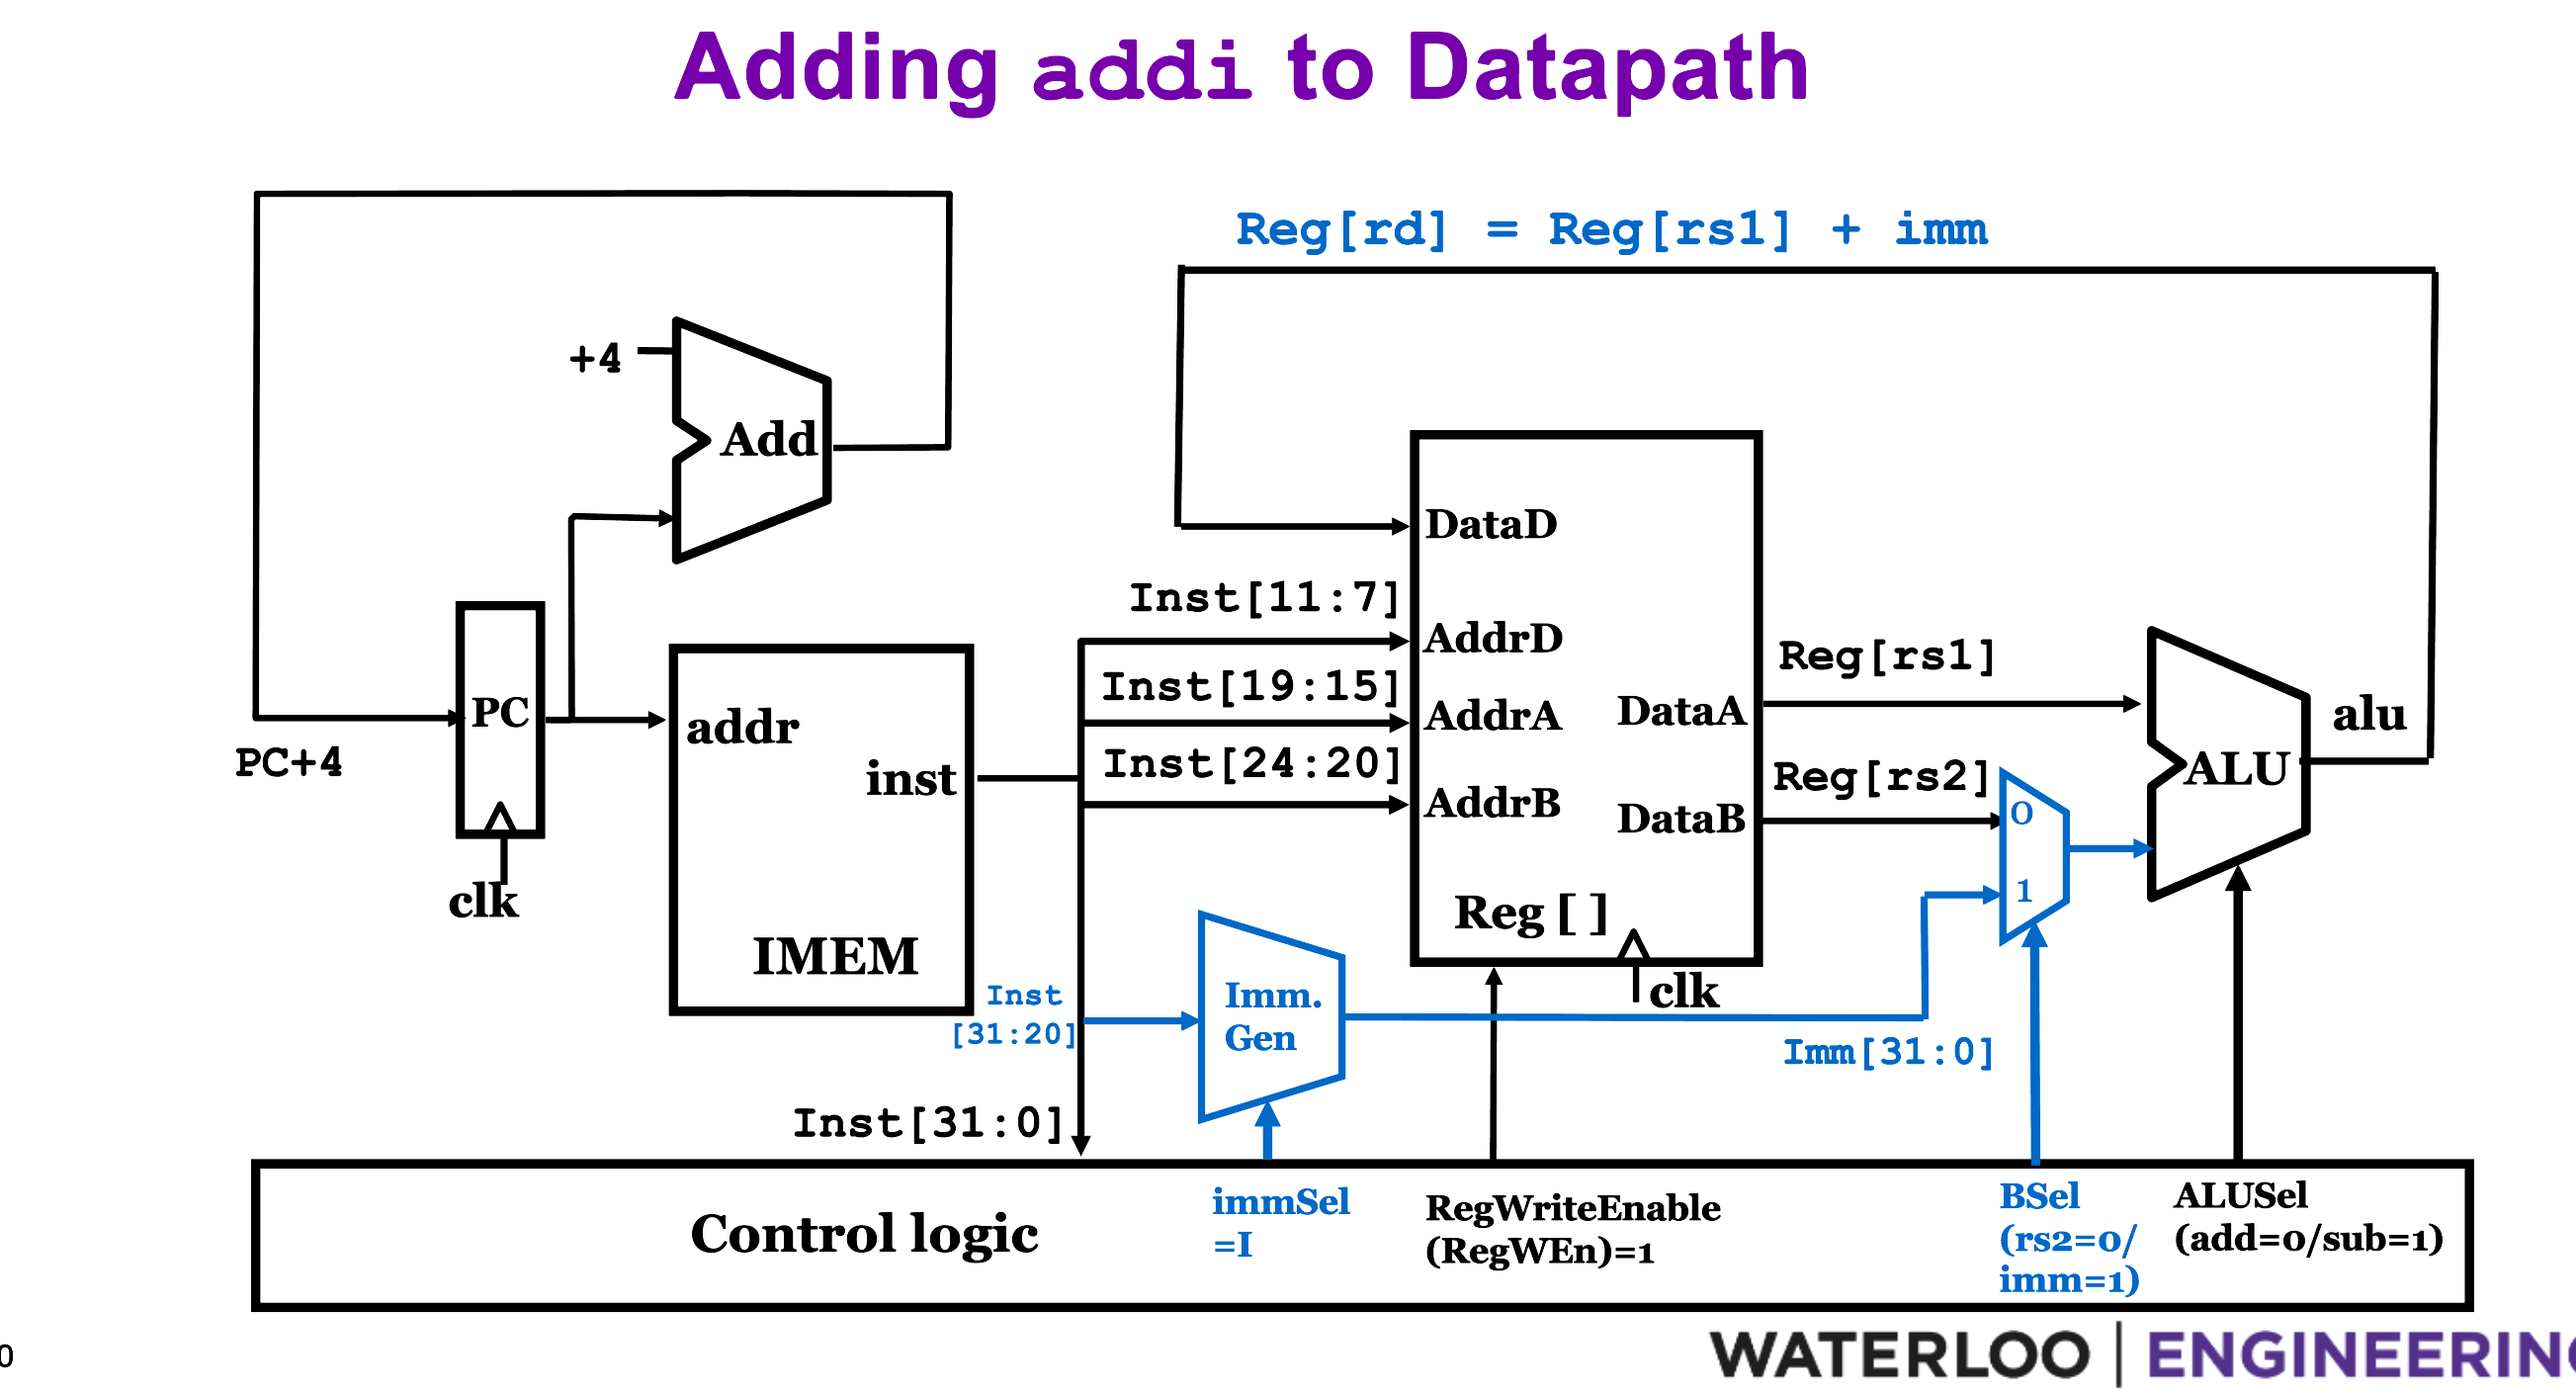 Adding addi to Datapath
Reg[rd] = Reg[rs1] + imm
+4
Add
DataD
Inst[11:7]
AddrD
Inst[19:15]
AddrA
Inst[24:20]
AddrB
DataA
DataB
Reg [ ]
clk
Reg[rs1]
Reg[rs2]
0
1
ALU
alu
PC
PC+4
clk
addr
inst
IMEM
Inst
[31:20]
Imm.
Gen
Imm[31:0]
Inst[31:0]
Control logic
immSel
=I
RegWriteEnable
(RegWEn)=1
BSel
(rs2=0/
imm=1)
ALUSel
(add=0/sub=1)
0
WATERLOO | ENGINEERING